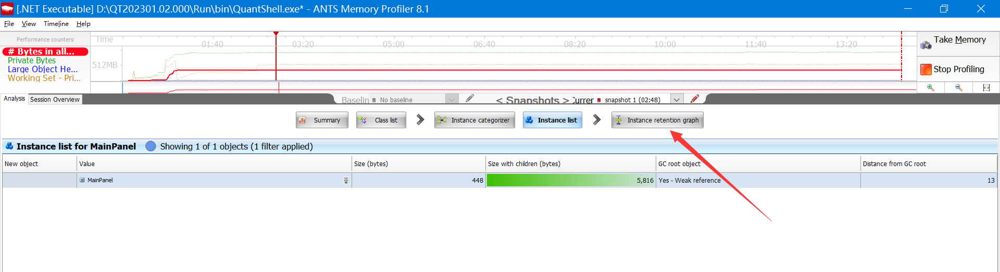 [.NET Executable] D:\QT202301.02.000\Run\bin\QuantShell.exe* - ANTS Memory Profiler 8.1
File View Timeline Help
Performance counters
# Bytes in all...
Private Bytes
Large Object He...
Working Set - Pri...
Time
01:40 03:20 05:00 06:40 08:20 10:00 11:40 13:20
512MB
Take Memory
Stop Profiling
Analysis Session Overview
Baselin No baseline < Snapshots > Currer snapshot 1 (02:48)
Summary Class list Instance categorizer Instance list Instance retention graph
Instance list for MainPanel Showing 1 of 1 objects (1 filter applied)
New object Value Size (bytes) Size with children (bytes) GC root object Distance from GC root
MainPanel 448 5,816 Yes - Weak reference 13